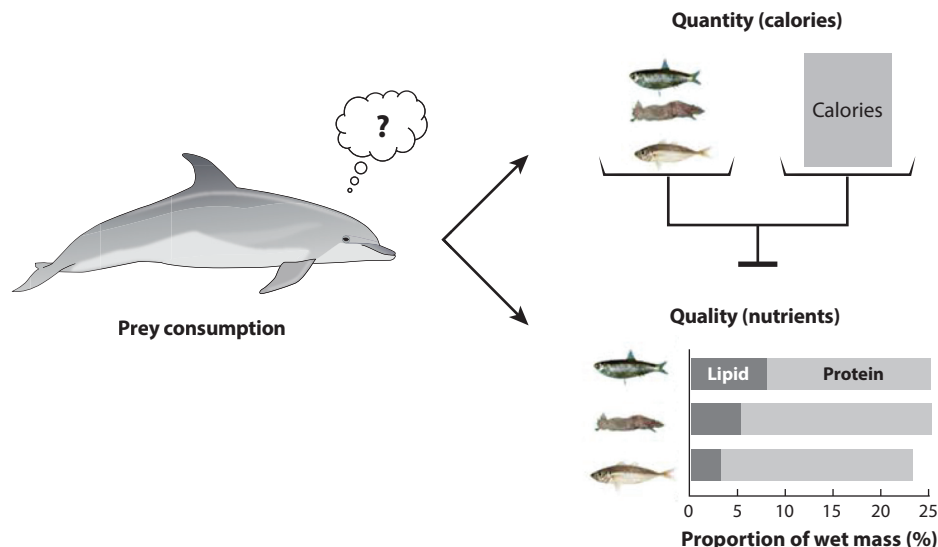 Quantity (calories)
?
Calories
Prey consumption
Quality (nutrients)
Lipid Protein
0 5 10 15 20 25
Proportion of wet mass (%)